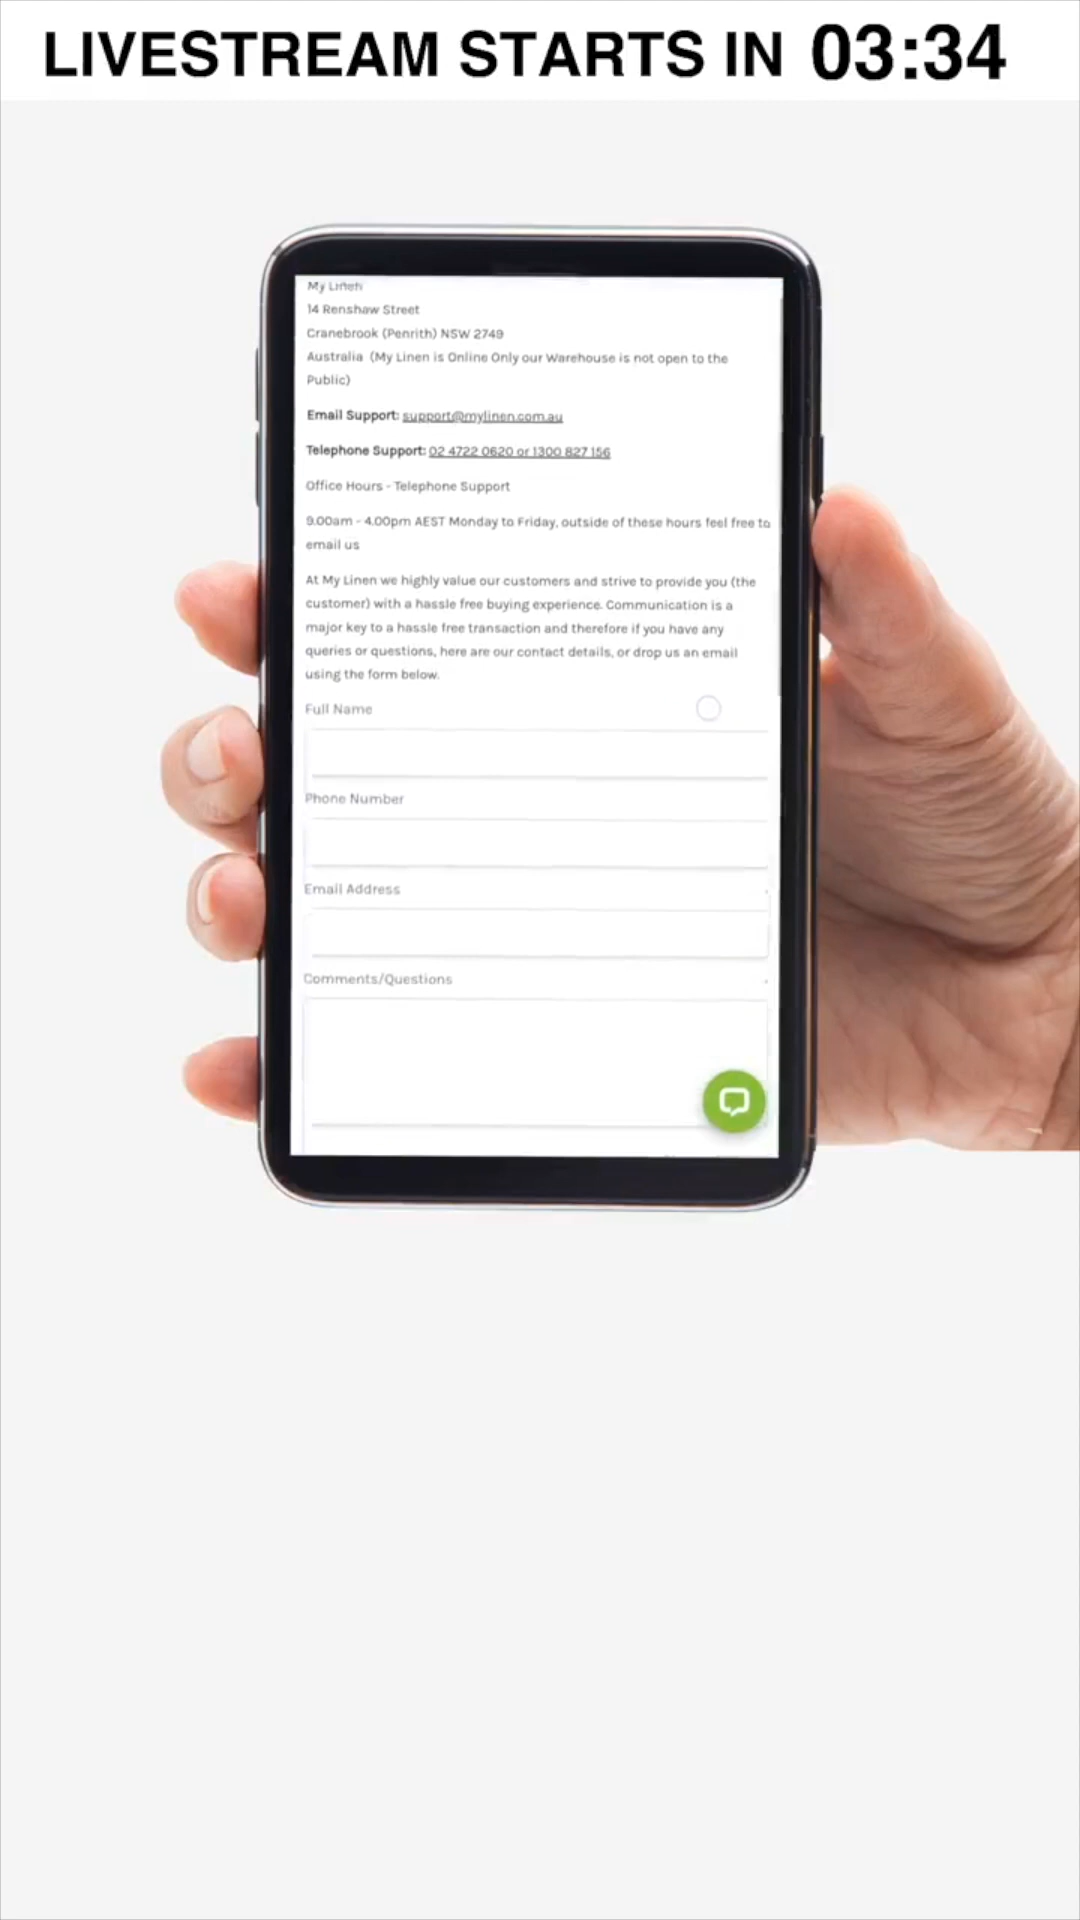 LIVESTREAM STARTS IN 03:34
My Linen
14 Renshaw Street
Cranebrook (Penrith) NSW 2749
Australia (My Linen is Online Only our Warehouse is not open to the
Public)
Email Support: support@mylinen.com.au
Telephone Support: 02 4722 0620 or 1300 827 156
Office Hours - Telephone Support
9.00am - 4.00pm AEST Monday to Friday, outside of these hours feel free to
email us
At My Linen we highly value our customers and strive to provide you (the
customer) with a hassle free buying experience. Communication is a
major key to a hassle free transaction and therefore if you have any
queries or questions, here are our contact details, or drop us an email
using the form below.
Full Name
Phone Number
Email Address
Comments/Questions